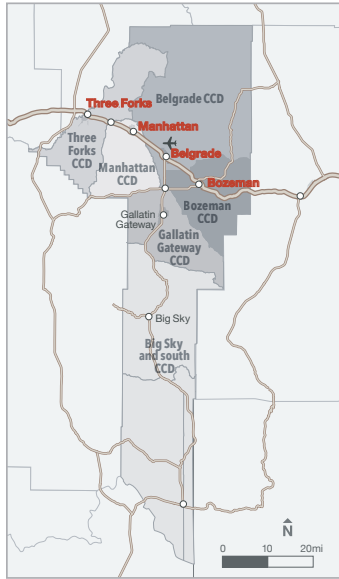 Three Forks
Belgrade CCD
Manhattan
Three
Forks
CCD
Belgrade
Manhattan
CCD
Bozeman
Bozeman
CCD
Gallatin
Gateway
Gallatin
Gateway
CCD
Big Sky
Big Sky
and south
CCD
N
0 10 20mi